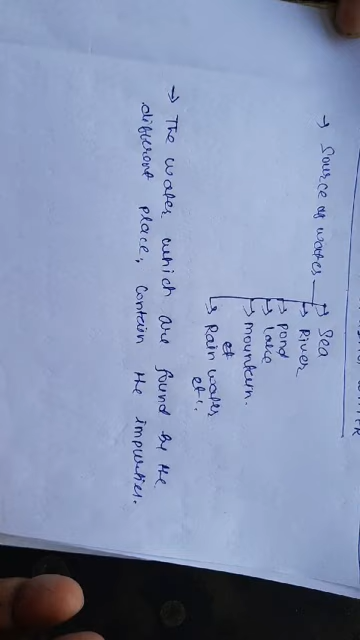 → Source of water → Sea
→ River
→ Pond
→ Lake
→ mountain.
et
→ Rain water
etc.
→ The water which are found by the
different place, Contain the impurities.